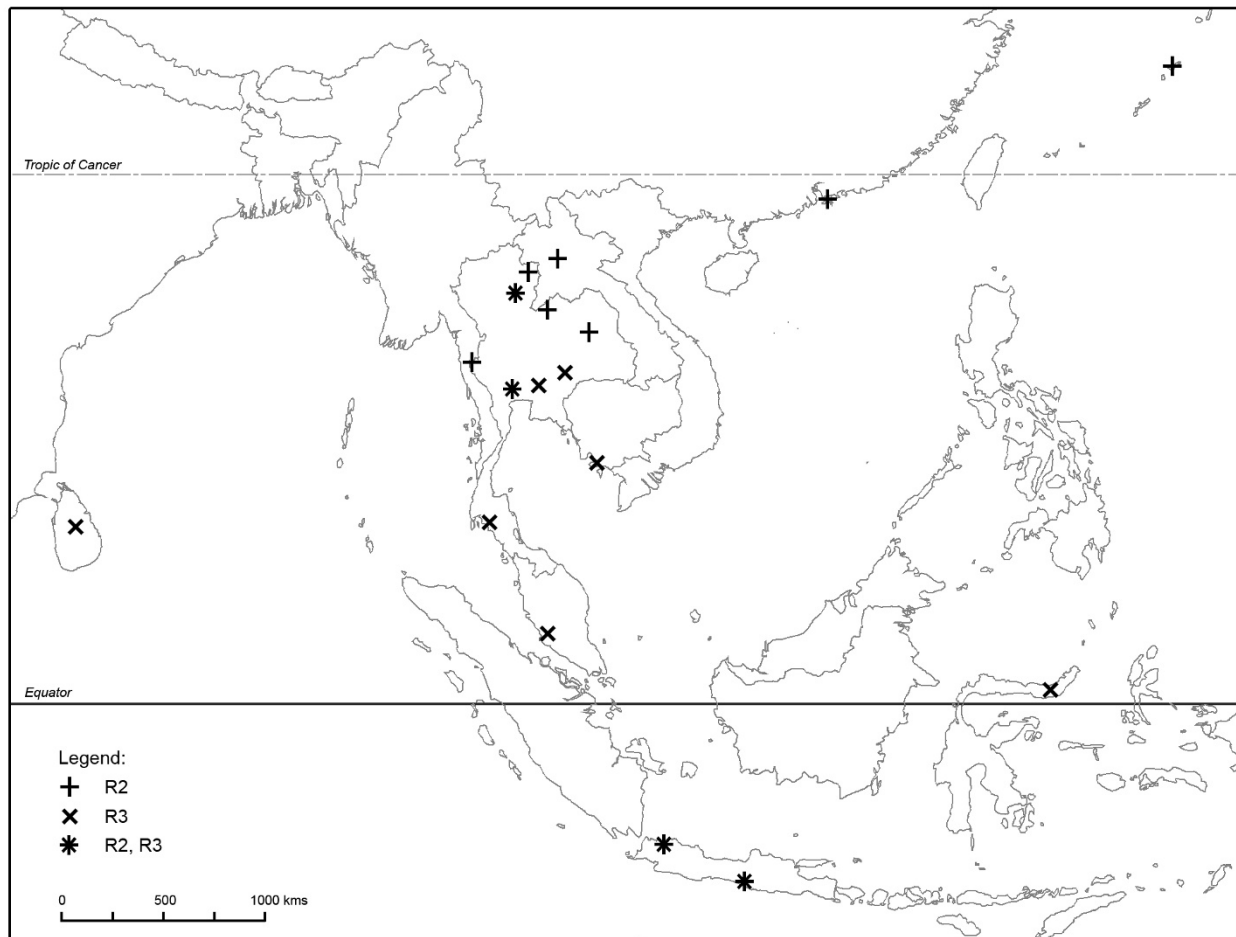 Tropic of Cancer
Equator
Legend:
R2
R3
R2, R3
0 500 1000 kms